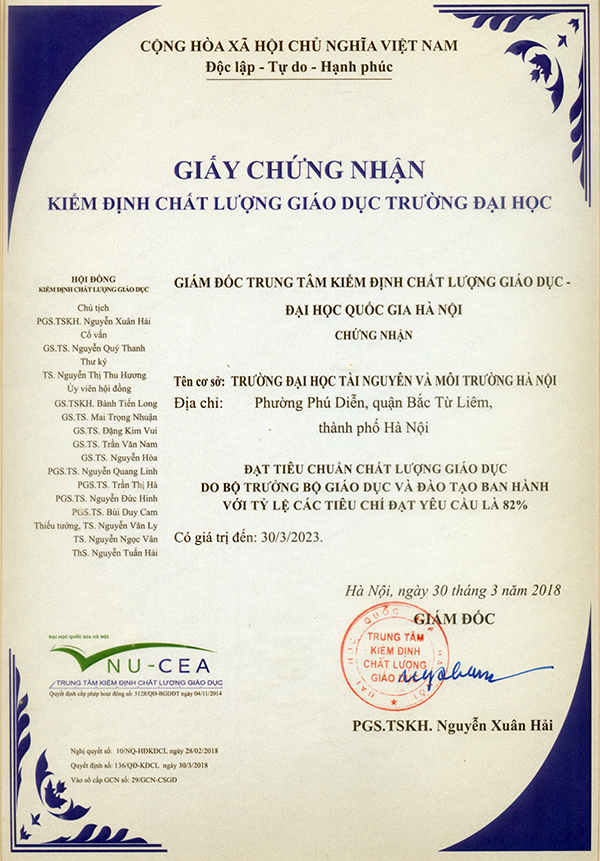 CỘNG HÒA XÃ HỘI CHỦ NGHĨA VIỆT NAM
Độc lập - Tự do - Hạnh phúc
GIẤY CHỨNG NHẬN
KIỂM ĐỊNH CHẤT LƯỢNG GIÁO DỤC TRƯỜNG ĐẠI HỌC
HỘI ĐỒNG
KIỂM ĐỊNH CHẤT LƯỢNG GIÁO DỤC
Chủ tịch
PGS.TSKH. Nguyễn Xuân Hải
Cố vấn
GS.TS. Nguyễn Quý Thanh
Thư ký
TS. Nguyễn Thị Thu Hương
Ủy viên hội đồng
GS.TSKH. Bành Tiến Long
GS.TS. Mai Trọng Nhuận
GS.TS. Đặng Kim Vui
GS.TS. Trần Văn Nam
GS.TS. Nguyễn Hòa
PGS.TS. Nguyễn Quang Linh
PGS.TS. Trần Thị Hà
PGS.TS. Nguyễn Đức Hinh
PGS.TS. Bùi Duy Cam
Thiếu tướng, TS. Nguyễn Văn Ly
TS. Nguyễn Ngọc Vân
ThS. Nguyễn Tuấn Hải
GIÁM ĐỐC TRUNG TÂM KIỂM ĐỊNH CHẤT LƯỢNG GIÁO DỤC -
ĐẠI HỌC QUỐC GIA HÀ NỘI
CHỨNG NHẬN
Tên cơ sở: TRƯỜNG ĐẠI HỌC TÀI NGUYÊN VÀ MÔI TRƯỜNG HÀ NỘI
Địa chỉ: Phường Phú Diễn, quận Bắc Từ Liêm,
thành phố Hà Nội
ĐẠT TIÊU CHUẨN CHẤT LƯỢNG GIÁO DỤC
DO BỘ TRƯỞNG BỘ GIÁO DỤC VÀ ĐÀO TẠO BAN HÀNH
VỚI TỶ LỆ CÁC TIÊU CHÍ ĐẠT YÊU CẦU LÀ 82%
Có giá trị đến: 30/3/2023.
Hà Nội, ngày 30 tháng 3 năm 2018
GIÁM ĐỐC
ĐẠI HỌC QUỐC GIA HÀ NỘI
TRUNG TÂM
KIỂM ĐỊNH
CHẤT LƯỢNG
GIÁO DỤC
PGS.TSKH. Nguyễn Xuân Hải
ĐẠI HỌC QUỐC GIA HÀ NỘI
VNU-CEA
TRUNG TÂM KIỂM ĐỊNH CHẤT LƯỢNG GIÁO DỤC
Quyết định cấp phép hoạt động số: 5128/QĐ-BGDĐT ngày 04/11/2014
Nghị quyết số: 10/NQ-HĐKĐCL ngày 28/02/2018
Quyết định số: 136/QĐ-KĐCL ngày 30/3/2018
Vào sổ cấp GCN số: 29/GCN-CSGD